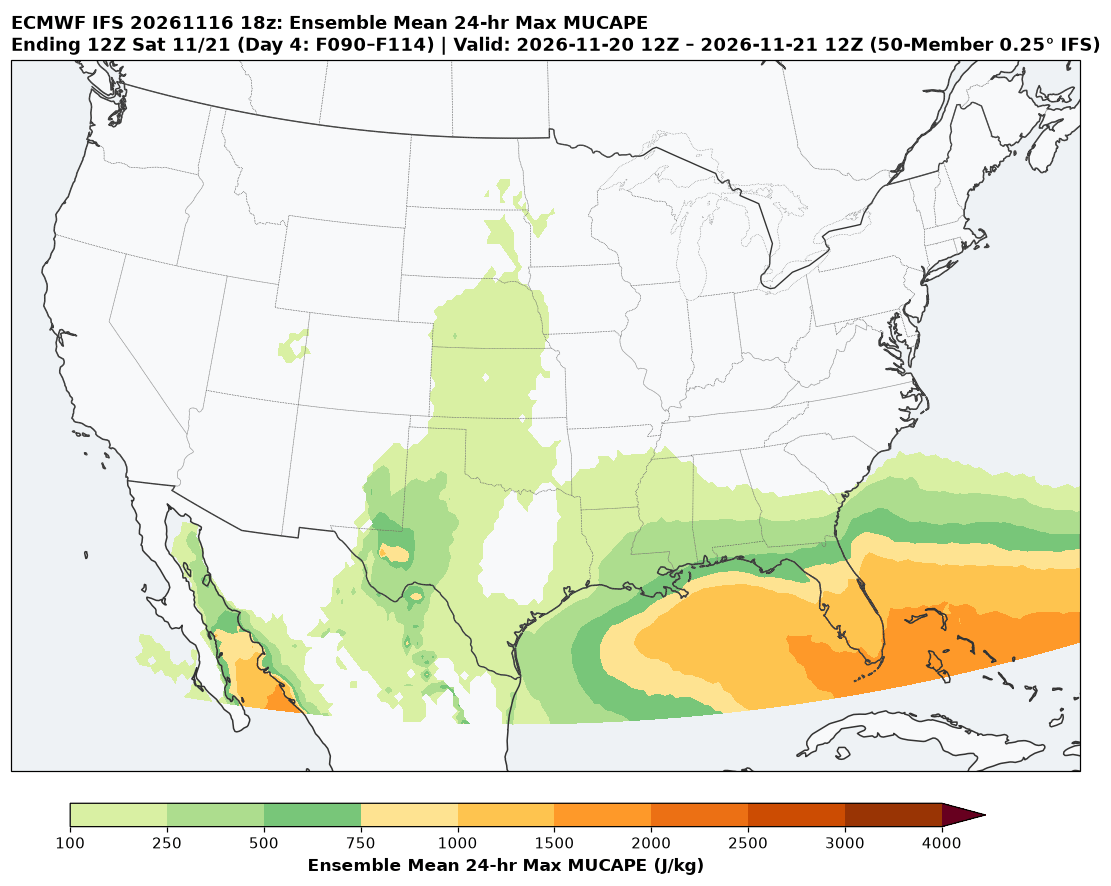 ECMWF IFS 20261116 18z: Ensemble Mean 24-hr Max MUCAPE
Ending 12Z Sat 11/21 (Day 4: F090–F114) | Valid: 2026-11-20 12Z – 2026-11-21 12Z (50-Member 0.25° IFS)
100 250 500 750 1000 1500 2000 2500 3000 4000
Ensemble Mean 24-hr Max MUCAPE (J/kg)